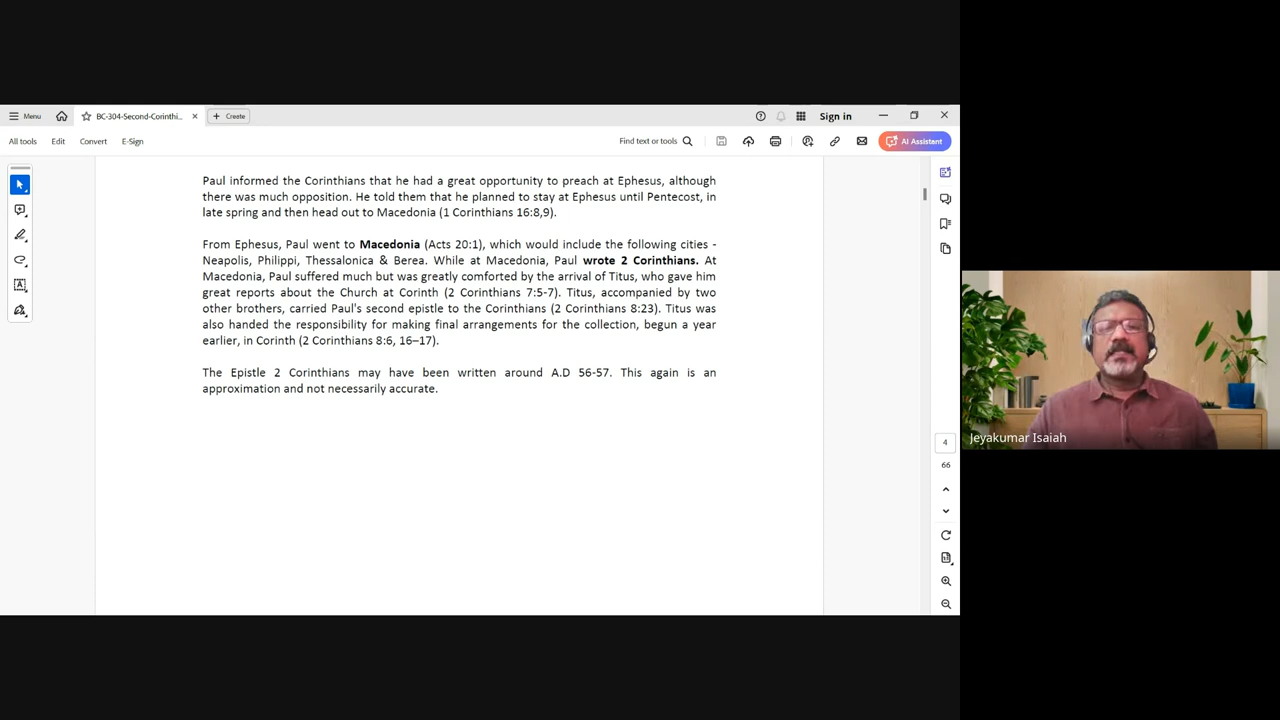 Menu
BC-304-Second-Corinthi...
Create
Sign in
All tools
Edit
Convert
E-Sign
Find text or tools
AI Assistant
Paul informed the Corinthians that he had a great opportunity to preach at Ephesus, although
there was much opposition. He told them that he planned to stay at Ephesus until Pentecost, in
late spring and then head out to Macedonia (1 Corinthians 16:8,9).
From Ephesus, Paul went to Macedonia (Acts 20:1), which would include the following cities -
Neapolis, Philippi, Thessalonica & Berea. While at Macedonia, Paul wrote 2 Corinthians. At
Macedonia, Paul suffered much but was greatly comforted by the arrival of Titus, who gave him
great reports about the Church at Corinth (2 Corinthians 7:5-7). Titus, accompanied by two
other brothers, carried Paul's second epistle to the Corinthians (2 Corinthians 8:23). Titus was
also handed the responsibility for making final arrangements for the collection, begun a year
earlier, in Corinth (2 Corinthians 8:6, 16–17).
The Epistle 2 Corinthians may have been written around A.D 56-57. This again is an
approximation and not necessarily accurate.
4
66
Jeyakumar Isaiah